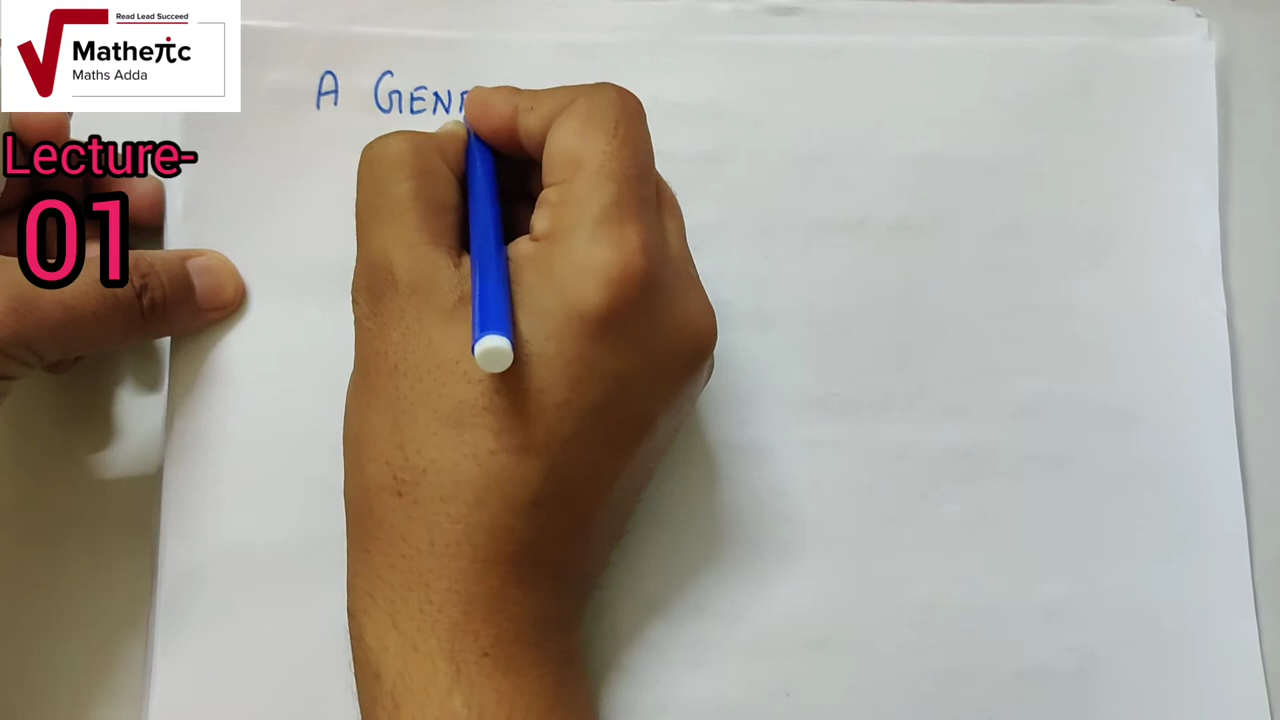 Read Lead Succeed
Matheπc
Maths Adda
Lecture-
01
A GEN